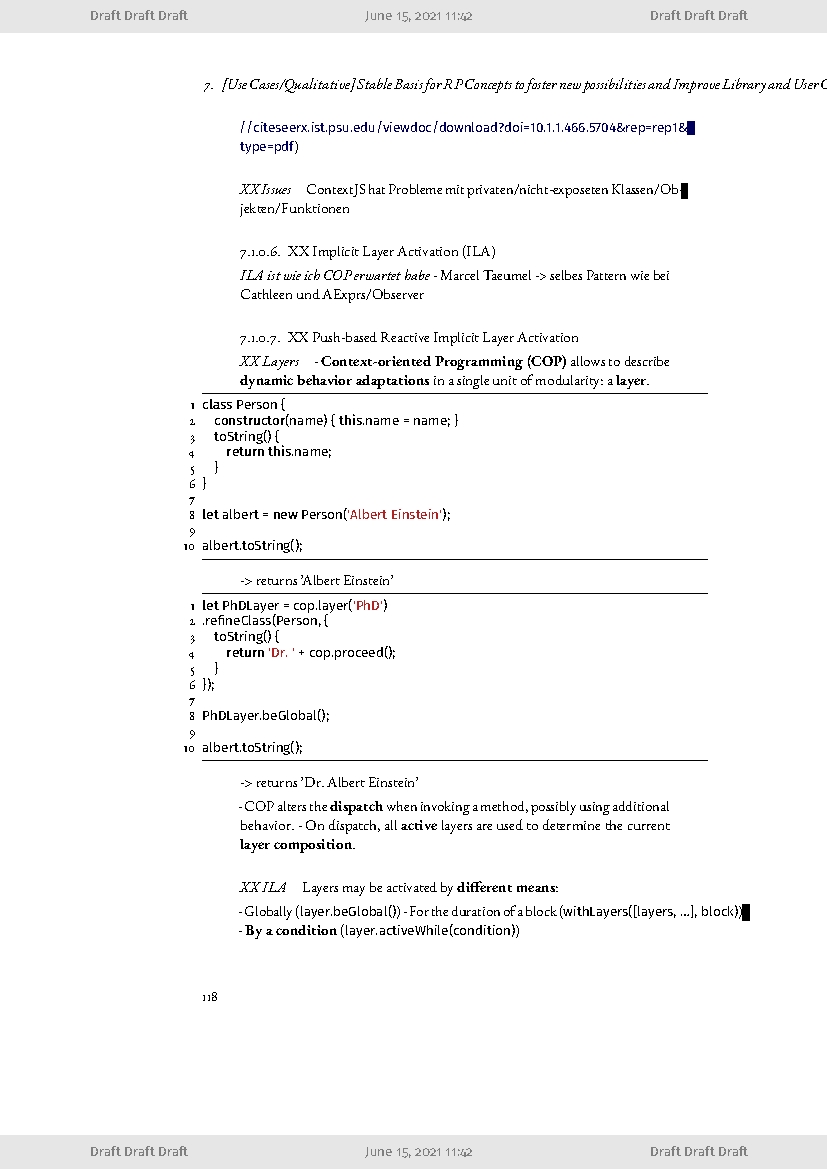 Draft Draft Draft June 15, 2021 11:42 Draft Draft Draft
7. [Use Cases/Qualitative] Stable Basis for RP Concepts to foster new possibilities and Improve Library and User
//citeseerx.ist.psu.edu/viewdoc/download?doi=10.1.1.466.5704&rep=rep1&
type=pdf)
XX Issues ContextJS hat Probleme mit privaten/nicht-exposeten Klassen/Ob-
jekten/Funktionen
7.1.0.6. XX Implicit Layer Activation (ILA)
ILA ist wie ich COP erwartet habe - Marcel Taeumel -> selbes Pattern wie bei
Cathleen und AExprs/Observer
7.1.0.7. XX Push-based Reactive Implicit Layer Activation
XX Layers - Context-oriented Programming (COP) allows to describe
dynamic behavior adaptations in a single unit of modularity: a layer.
1 class Person {
2 constructor(name) { this.name = name; }
3 toString() {
4 return this.name;
5 }
6 }
7
8 let albert = new Person('Albert Einstein');
9
10 albert.toString();
-> returns 'Albert Einstein'
1 let PhDLayer = cop.layer('PhD')
2 .refineClass(Person, {
3 toString() {
4 return 'Dr. ' + cop.proceed();
5 }
6 });
7
8 PhDLayer.beGlobal();
9
10 albert.toString();
-> returns 'Dr. Albert Einstein'
- COP alters the dispatch when invoking a method, possibly using additional
behavior. - On dispatch, all active layers are used to determine the current
layer composition.
XX ILA Layers may be activated by different means:
- Globally (layer.beGlobal()) - For the duration of a block (withLayers([layers, ...], block))
- By a condition (layer.activeWhile(condition))
118
Draft Draft Draft June 15, 2021 11:42 Draft Draft Draft